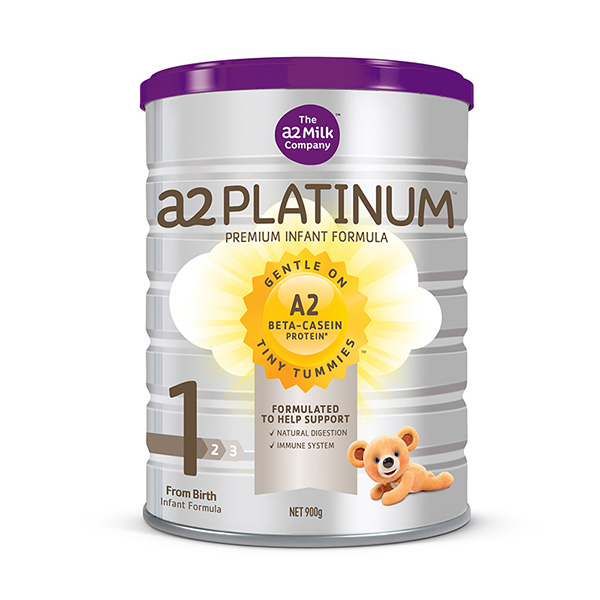 The
a2 Milk™
Company
a2 PLATINUM™
PREMIUM INFANT FORMULA
GENTLE ON
A2
BETA-CASEIN
PROTEIN*
TINY TUMMIES™
FORMULATED
TO HELP SUPPORT
✓ NATURAL DIGESTION
✓ IMMUNE SYSTEM
1 2 3
From Birth
Infant Formula
NET 900g